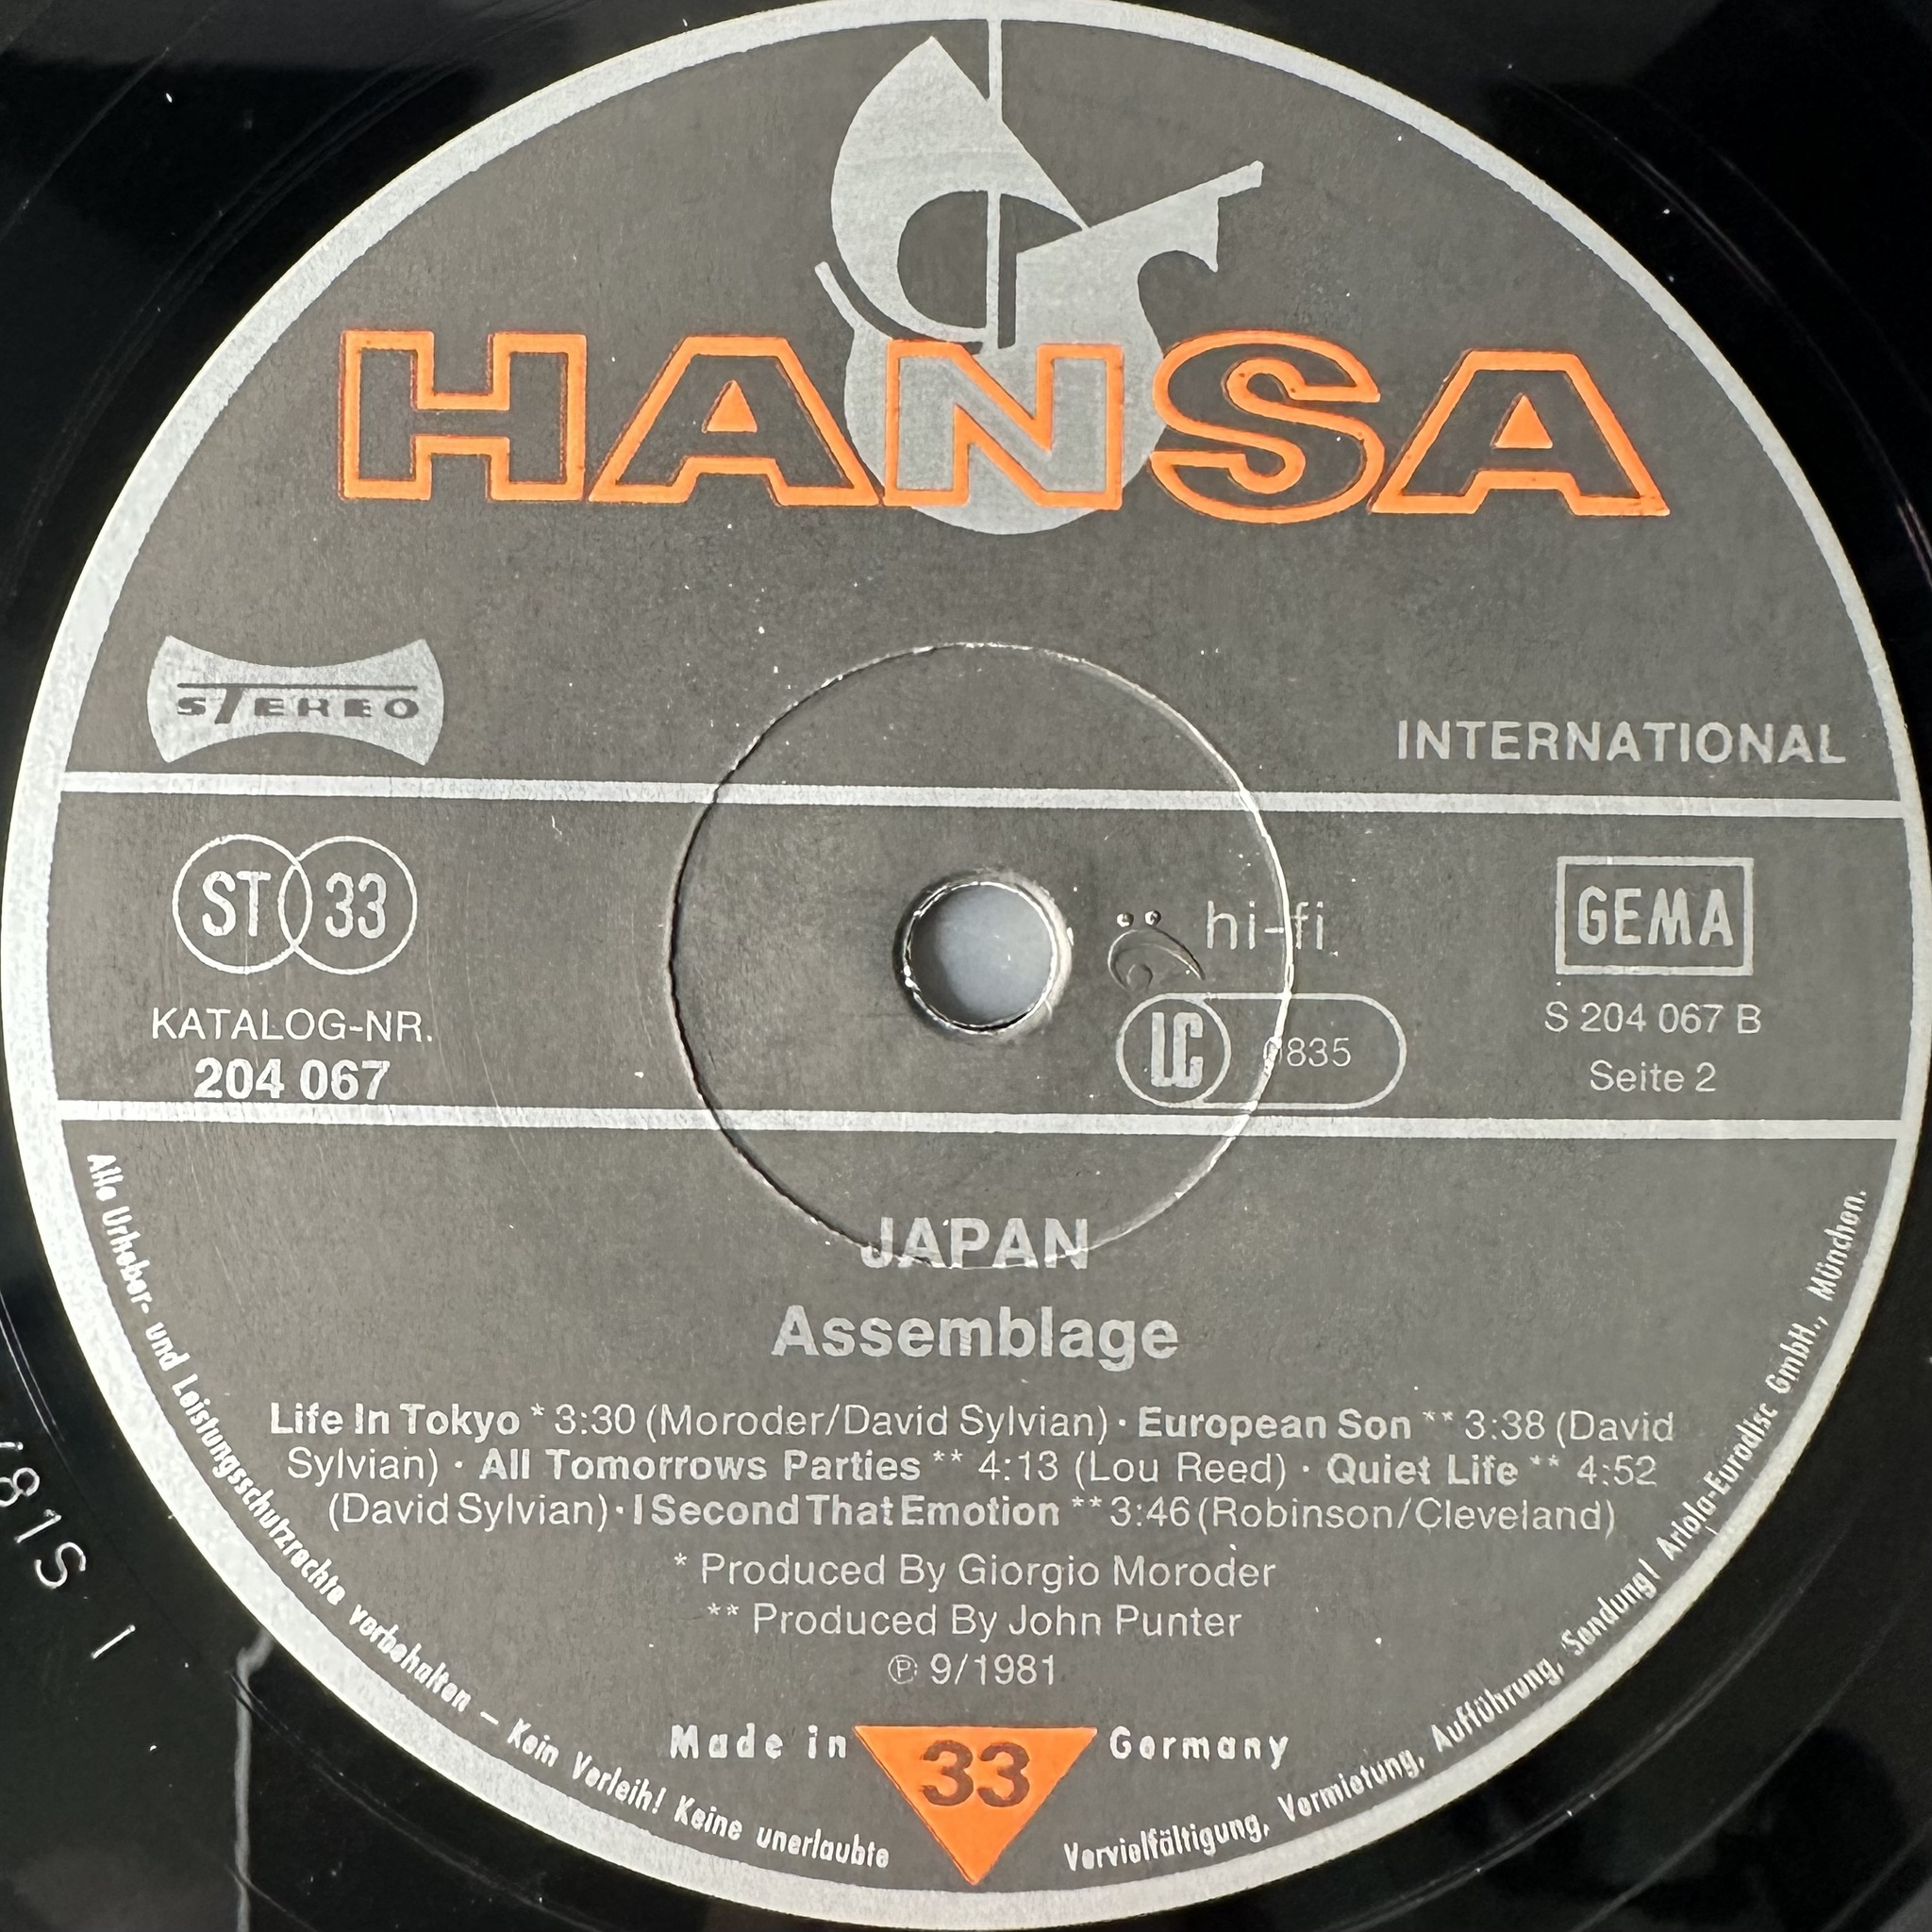 HANSA
STEREO
INTERNATIONAL
ST 33
hi-fi
GEMA
KATALOG-NR.
204 067
LC 0835
S 204 067 B
Seite 2
JAPAN
Assemblage
Life In Tokyo * 3:30 (Moroder/David Sylvian) · European Son ** 3:38 (David
Sylvian) · All Tomorrows Parties ** 4:13 (Lou Reed) · Quiet Life ** 4:52
(David Sylvian) · I Second That Emotion ** 3:46 (Robinson/Cleveland)
* Produced By Giorgio Moroder
** Produced By John Punter
℗ 9/1981
Made in 33 Germany
Alle Urheber- und Leistungsschutzrechte vorbehalten – Kein Verleih! Keine unerlaubte Vervielfältigung, Vermietung, Aufführung, Sendung! Ariola-Eurodisc GmbH., München.